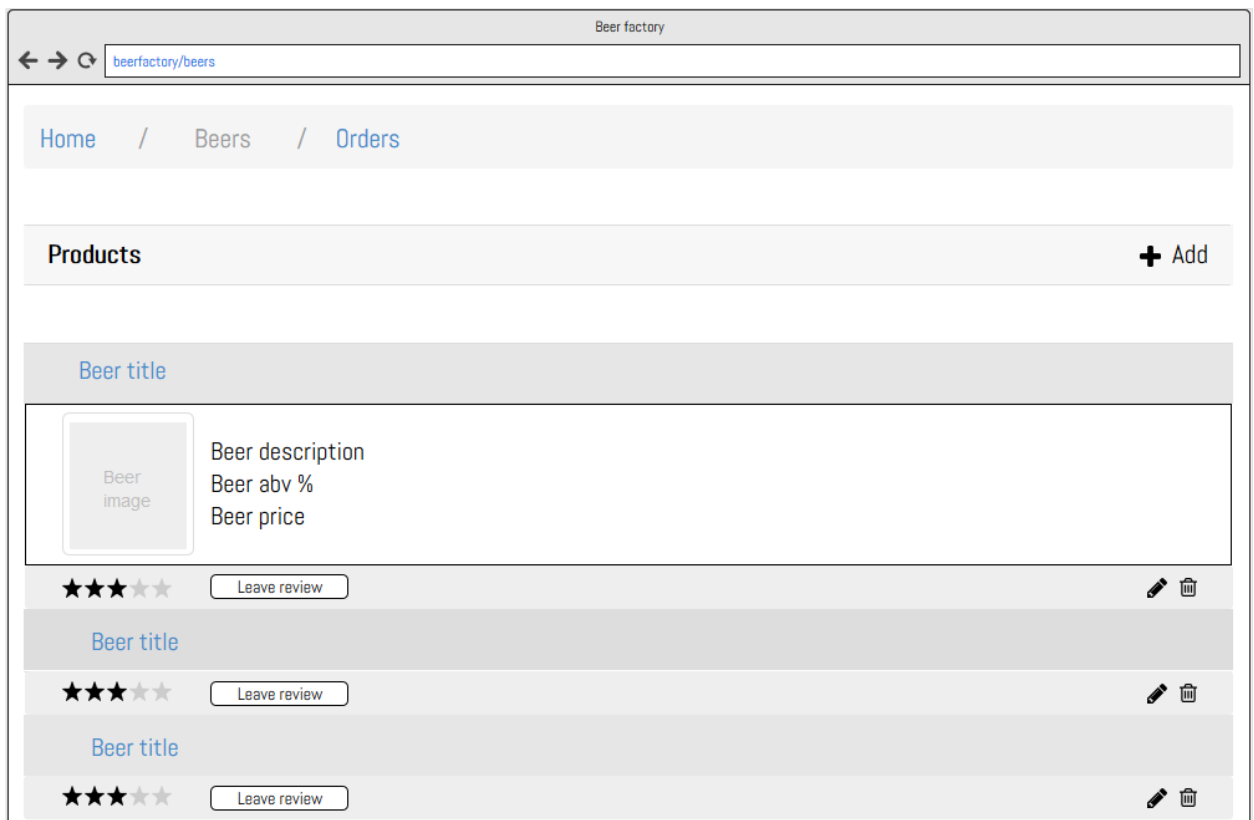 Beer factory
beerfactory/beers
Home / Beers / Orders
Products
Add
Beer title
Beer
image
Beer description
Beer abv %
Beer price
Leave review
Beer title
Leave review
Beer title
Leave review